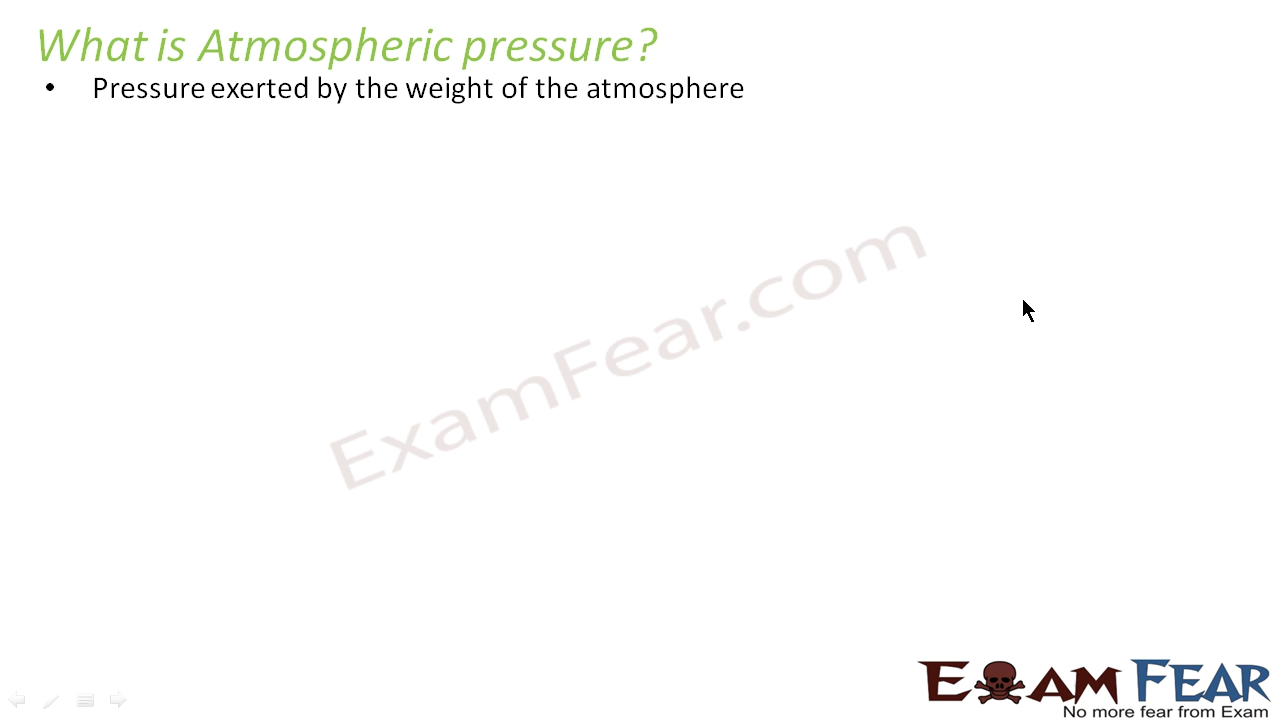 What is Atmospheric pressure?
• Pressure exerted by the weight of the atmosphere
ExamFear.com
EXAM FEAR
No more fear from Exam